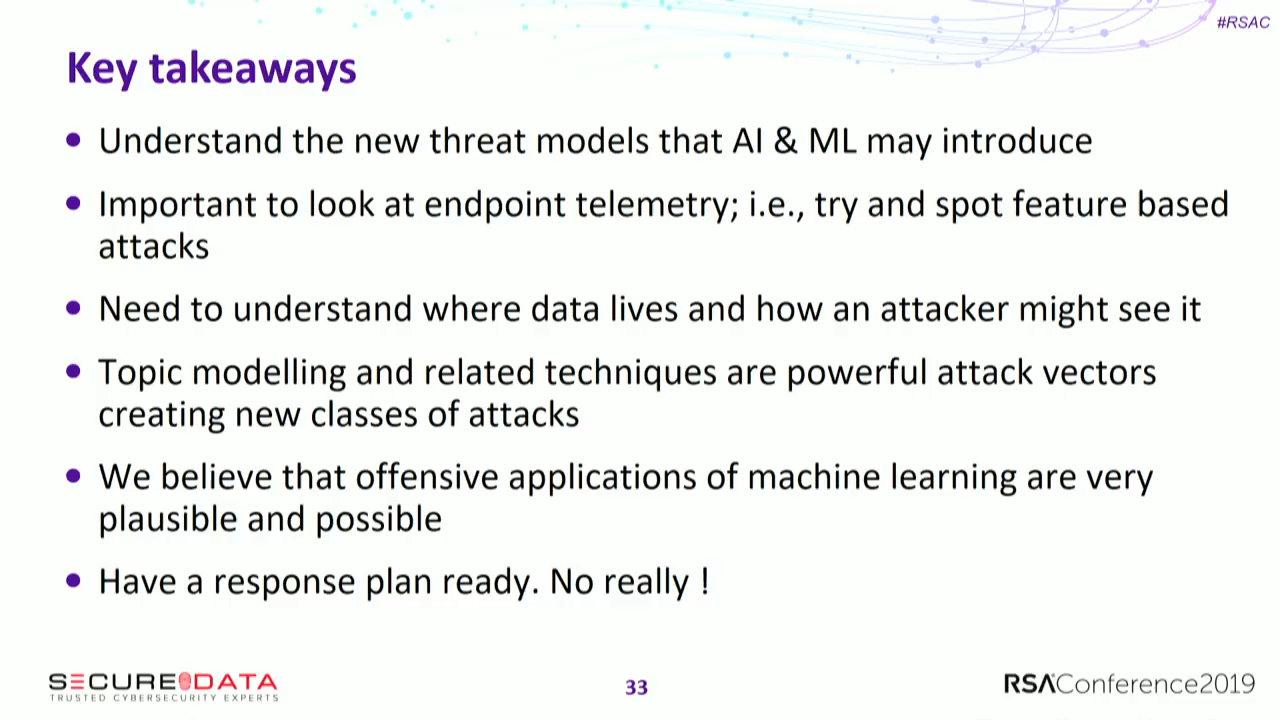 #RSAC
Key takeaways
• Understand the new threat models that AI & ML may introduce
• Important to look at endpoint telemetry; i.e., try and spot feature based
attacks
• Need to understand where data lives and how an attacker might see it
• Topic modelling and related techniques are powerful attack vectors
creating new classes of attacks
• We believe that offensive applications of machine learning are very
plausible and possible
• Have a response plan ready. No really !
SECUREDATA
TRUSTED CYBERSECURITY EXPERTS
33
RSAConference2019